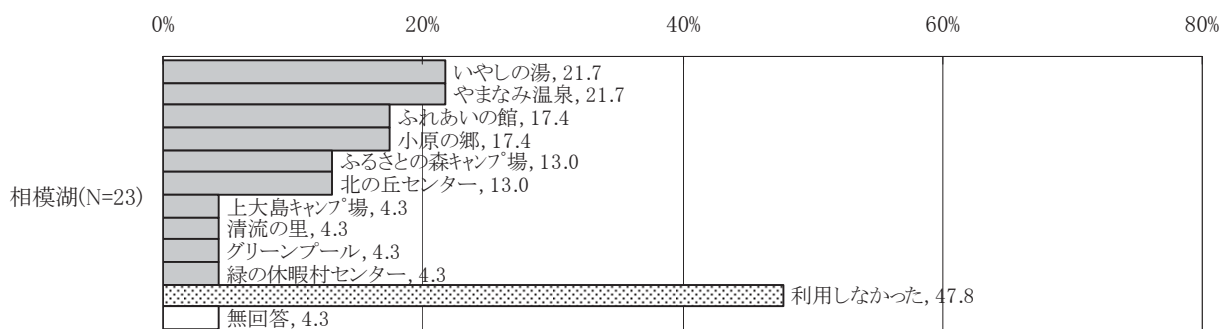 0% 20% 40% 60% 80%
いやしの湯, 21.7
やまなみ温泉, 21.7
ふれあいの館, 17.4
小原の郷, 17.4
ふるさとの森ｷｬﾝﾌﾟ場, 13.0
北の丘センター, 13.0
相模湖(N=23)
上大島ｷｬﾝﾌﾟ場, 4.3
清流の里, 4.3
グリーンプール, 4.3
緑の休暇村センター, 4.3
利用しなかった, 47.8
無回答, 4.3